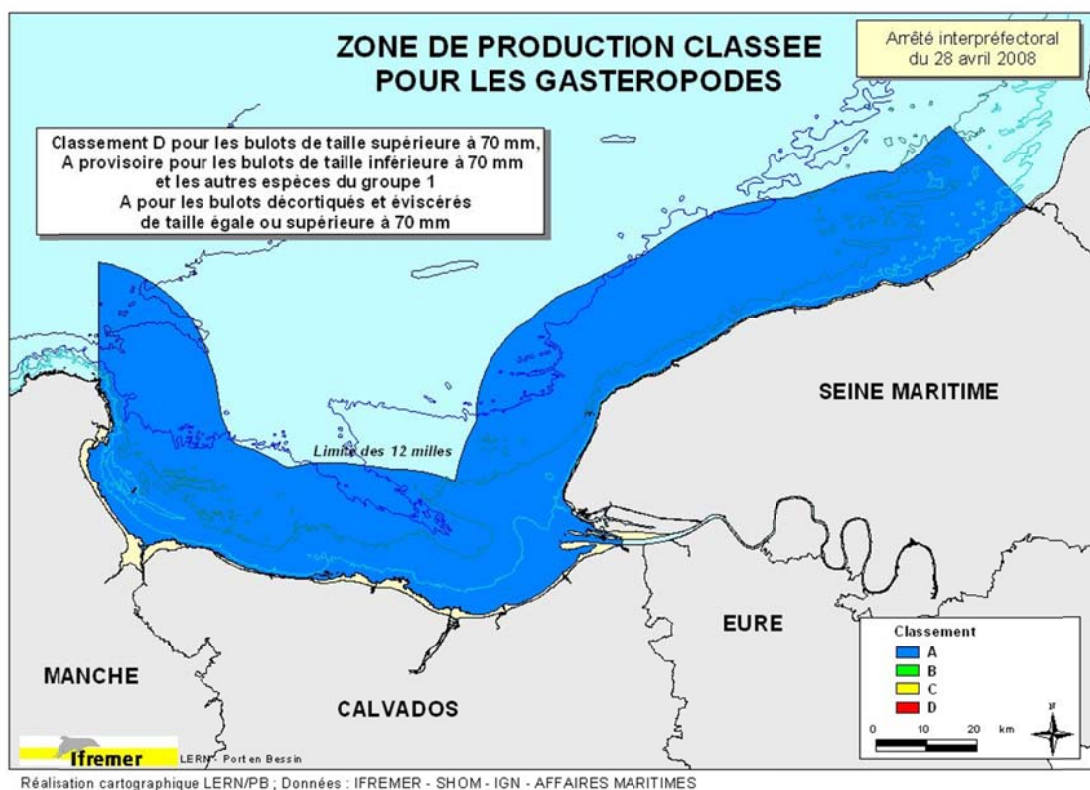 ZONE DE PRODUCTION CLASSEE
POUR LES GASTEROPODES
Arrêté interpréfectoral
du 28 avril 2008
Classement D pour les bulots de taille supérieure à 70 mm,
A provisoire pour les bulots de taille inférieure à 70 mm
et les autres espèces du groupe 1
A pour les bulots décortiqués et éviscérés
de taille égale ou supérieure à 70 mm
Limite des 12 milles
SEINE MARITIME
EURE
MANCHE
CALVADOS
Classement
A
B
C
D
0 10 20 km
N
Ifremer
LERN - Port en Bessin
Réalisation cartographique LERN/PB ; Données : IFREMER - SHOM - IGN - AFFAIRES MARITIMES